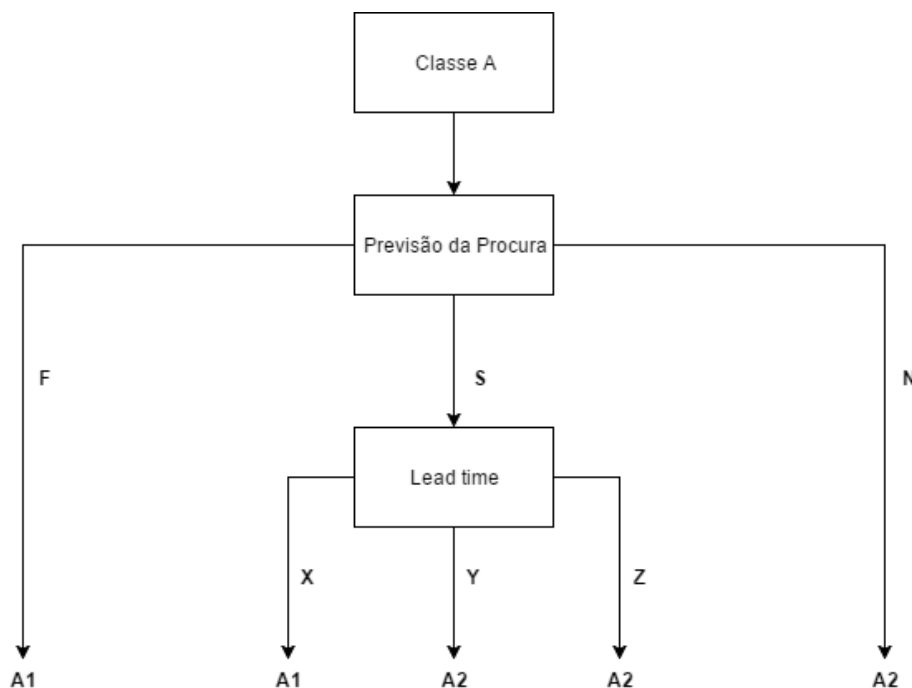 Classe A
Previsão da Procura
F
S
N
Lead time
X
Y
Z
A1
A1
A2
A2
A2